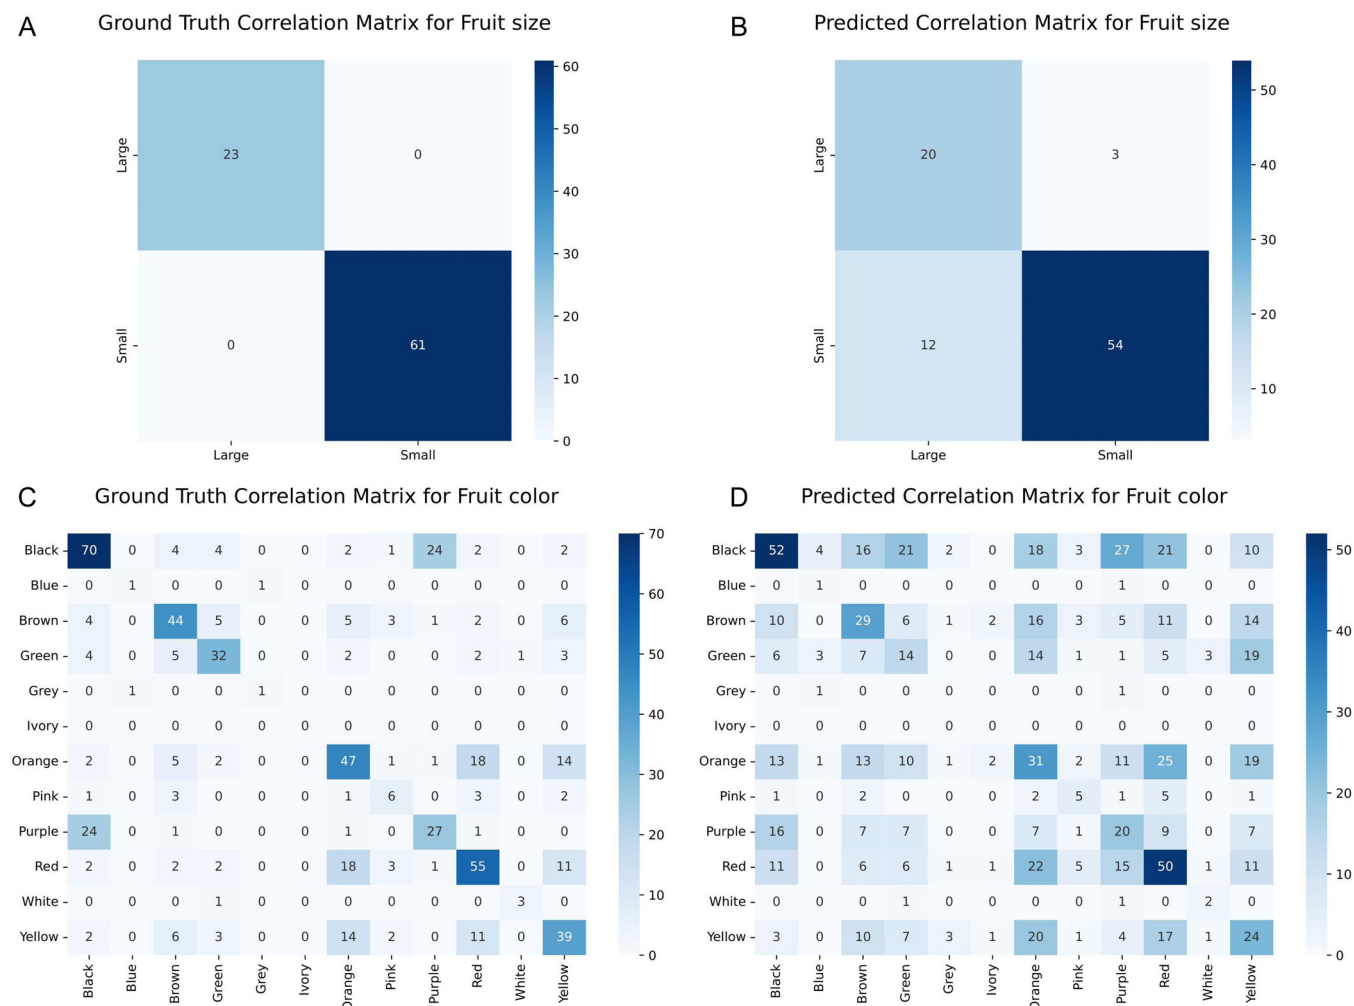 A Ground Truth Correlation Matrix for Fruit size
Large 23 0
Small 0 61
Large Small
60
50
40
30
20
10
0
B Predicted Correlation Matrix for Fruit size
Large 20 3
Small 12 54
Large Small
50
40
30
20
10
C Ground Truth Correlation Matrix for Fruit color
Black 70 0 4 4 0 0 2 1 24 2 0 2
Blue 0 1 0 0 1 0 0 0 0 0 0 0
Brown 4 0 44 5 0 0 5 3 1 2 0 6
Green 4 0 5 32 0 0 2 0 0 2 1 3
Grey 0 1 0 0 1 0 0 0 0 0 0 0
Ivory 0 0 0 0 0 0 0 0 0 0 0 0
Orange 2 0 5 2 0 0 47 1 1 18 0 14
Pink 1 0 3 0 0 0 1 6 0 3 0 2
Purple 24 0 1 0 0 0 1 0 27 1 0 0
Red 2 0 2 2 0 0 18 3 1 55 0 11
White 0 0 0 1 0 0 0 0 0 0 3 0
Yellow 2 0 6 3 0 0 14 2 0 11 0 39
Black Blue Brown Green Grey Ivory Orange Pink Purple Red White Yellow
70
60
50
40
30
20
10
0
D Predicted Correlation Matrix for Fruit color
Black 52 4 16 21 2 0 18 3 27 21 0 10
Blue 0 1 0 0 0 0 0 0 1 0 0 0
Brown 10 0 29 6 1 2 16 3 5 11 0 14
Green 6 3 7 14 0 0 14 1 1 5 3 19
Grey 0 1 0 0 0 0 0 0 1 0 0 0
Ivory 0 0 0 0 0 0 0 0 0 0 0 0
Orange 13 1 13 10 1 2 31 2 11 25 0 19
Pink 1 0 2 0 0 0 2 5 1 5 0 1
Purple 16 0 7 7 0 0 7 1 20 9 0 7
Red 11 0 6 6 1 1 22 5 15 50 1 11
White 0 0 0 1 0 0 0 0 1 0 2 0
Yellow 3 0 10 7 3 1 20 1 4 17 1 24
Black Blue Brown Green Grey Ivory Orange Pink Purple Red White Yellow
50
40
30
20
10
0